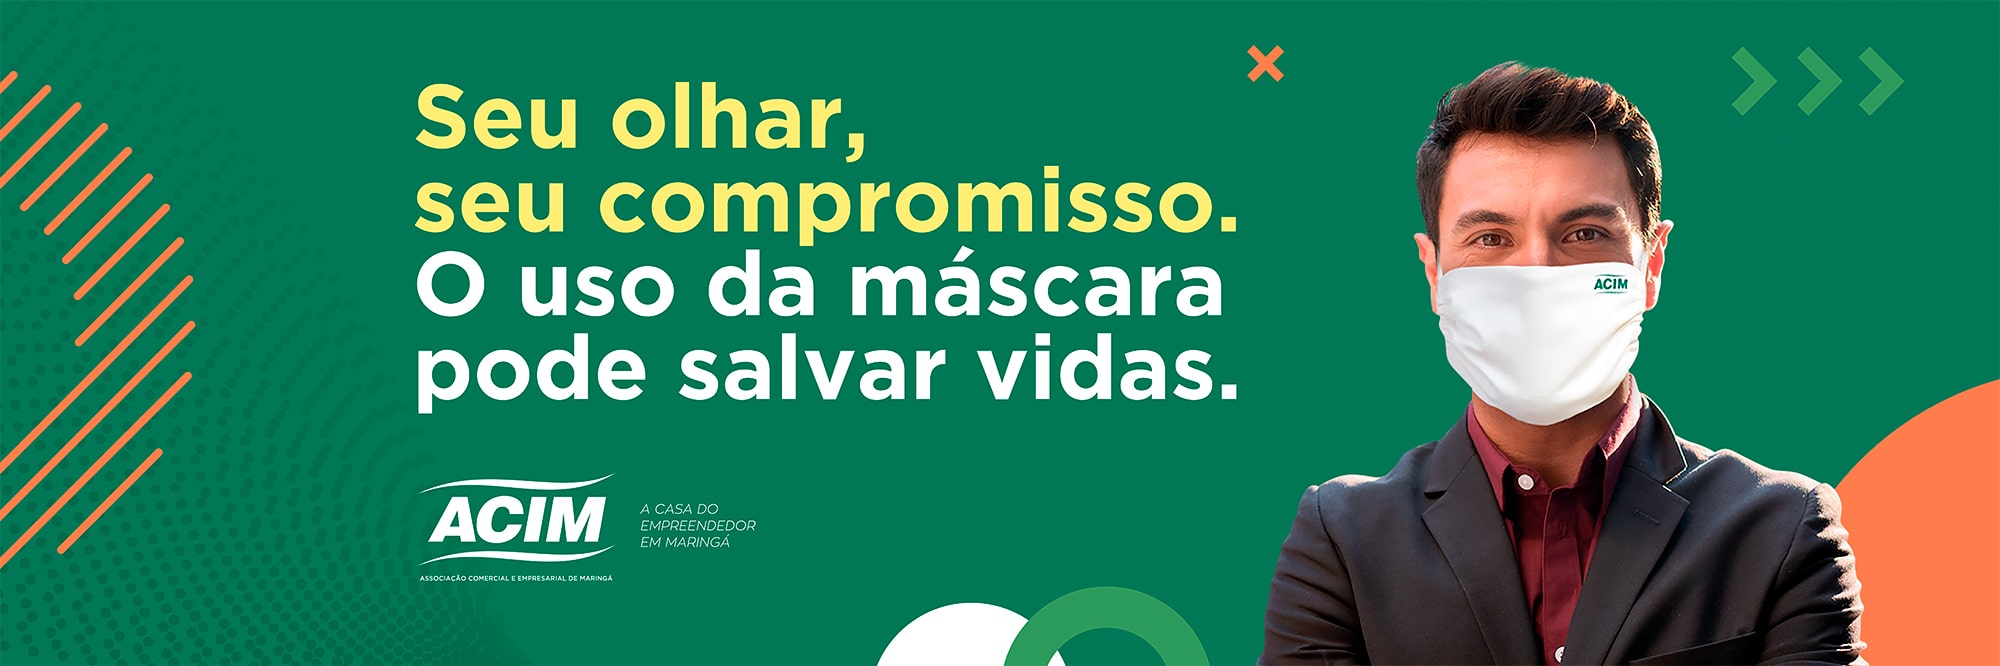 Seu olhar,
seu compromisso.
O uso da máscara
pode salvar vidas.
ACIM
ACIM
A CASA DO
EMPREENDEDOR
EM MARINGÁ
ASSOCIAÇÃO COMERCIAL E EMPRESARIAL DE MARINGÁ